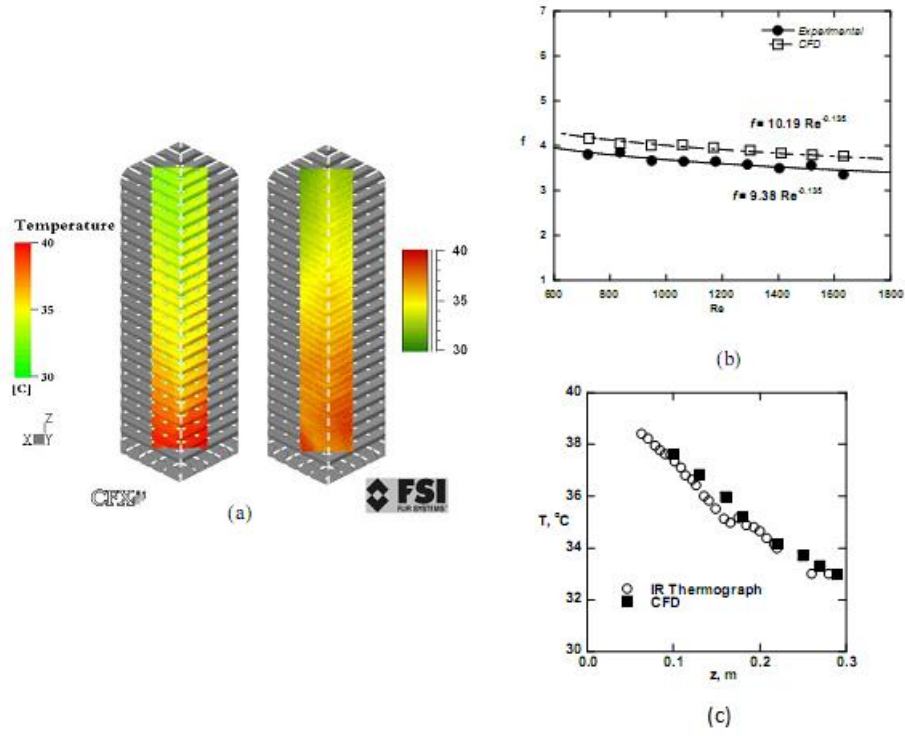 Temperature
40
35
30
[C]
Z
X Y
CFX
(a)
40
35
30
FSI
FLIR SYSTEMS
7
6
5
4
3
2
1
f
600
800
1000
1200
1400
1600
1800
Re
Experimental
CFD
f= 10.19 Re-0.135
f= 9.38 Re-0.135
(b)
40
38
36
T, °C
34
32
30
IR Thermograph
CFD
0.0
0.1
0.2
0.3
z, m
(c)